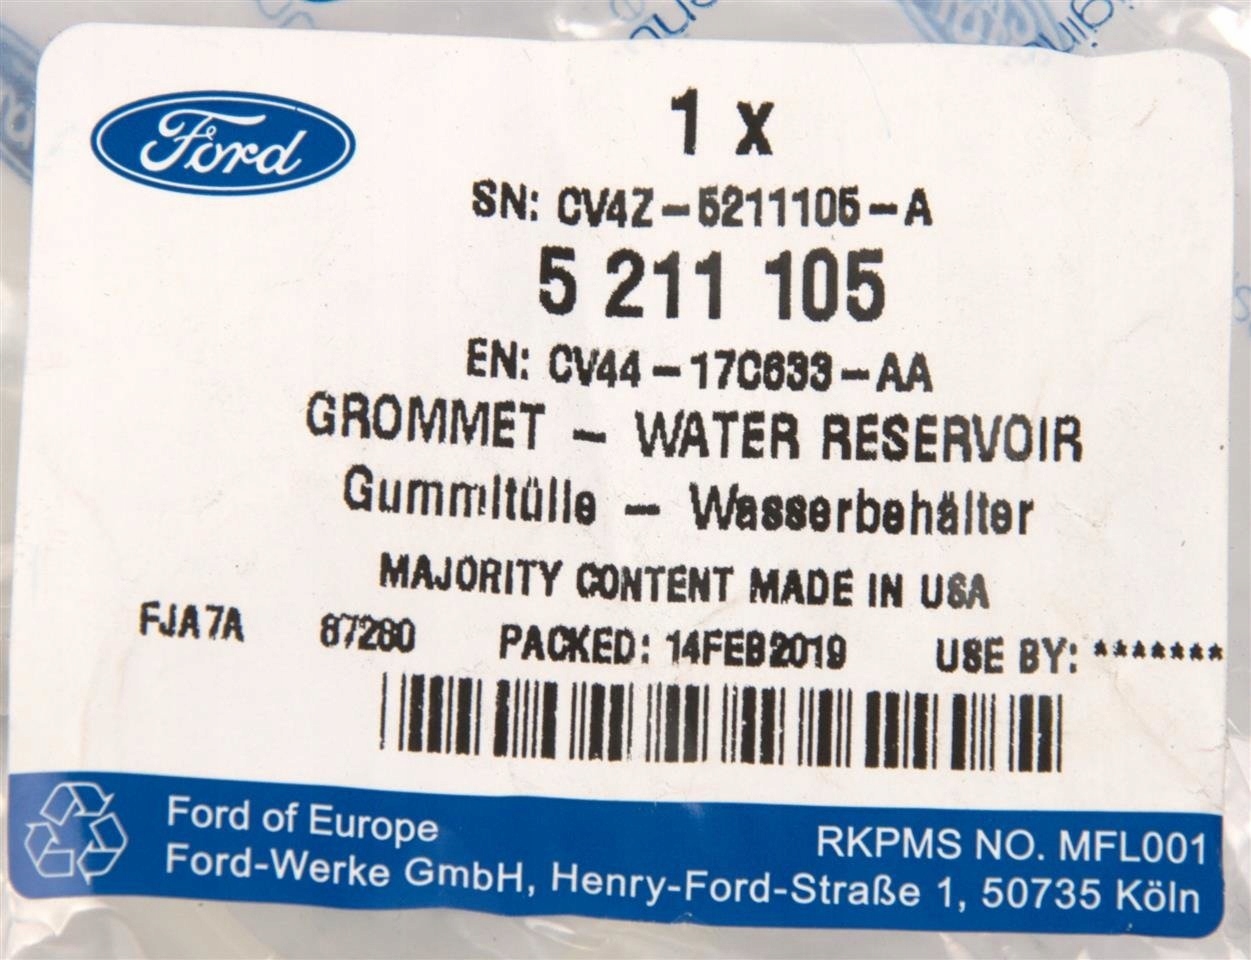 Ford
1 x
SN: CV4Z-5211105-A
5 211 105
EN: CV44-17C633-AA
GROMMET - WATER RESERVOIR
Gummitülle - Wasserbehälter
MAJORITY CONTENT MADE IN USA
FJA7A 87280 PACKED: 14FEB2019 USE BY: *******
Ford of Europe
RKPMS NO. MFL001
Ford-Werke GmbH, Henry-Ford-Straße 1, 50735 Köln